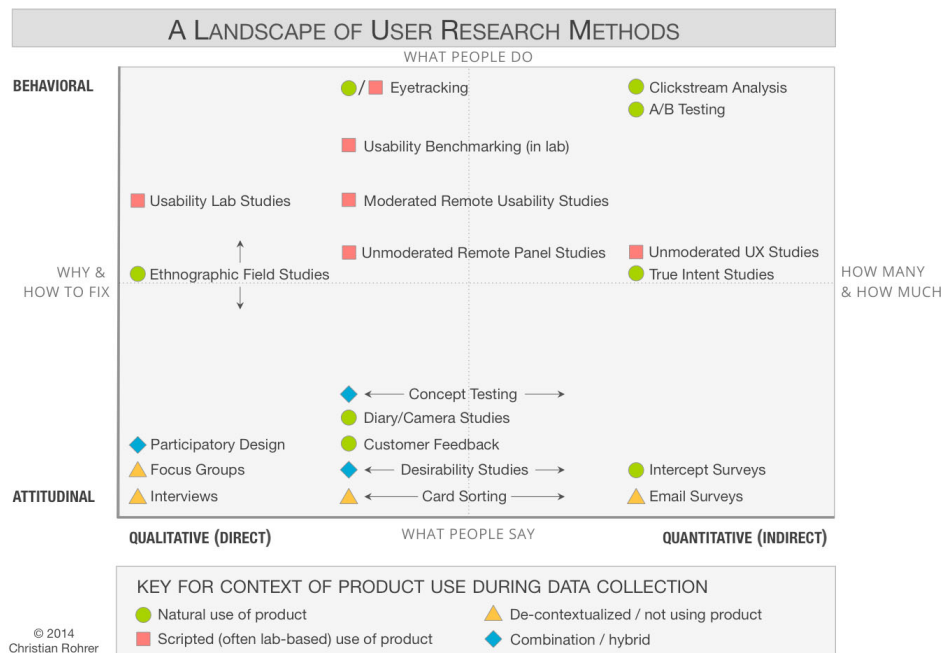 A LANDSCAPE OF USER RESEARCH METHODS
WHAT PEOPLE DO
BEHAVIORAL
/ Eyetracking
Clickstream Analysis
A/B Testing
Usability Benchmarking (in lab)
Usability Lab Studies
Moderated Remote Usability Studies
Unmoderated Remote Panel Studies
Unmoderated UX Studies
WHY &
HOW TO FIX
Ethnographic Field Studies
True Intent Studies
HOW MANY
& HOW MUCH
Concept Testing
Diary/Camera Studies
Participatory Design
Customer Feedback
Focus Groups
Desirability Studies
Intercept Surveys
ATTITUDINAL
Interviews
Card Sorting
Email Surveys
QUALITATIVE (DIRECT)
WHAT PEOPLE SAY
QUANTITATIVE (INDIRECT)
KEY FOR CONTEXT OF PRODUCT USE DURING DATA COLLECTION
Natural use of product
De-contextualized / not using product
Scripted (often lab-based) use of product
Combination / hybrid
© 2014
Christian Rohrer